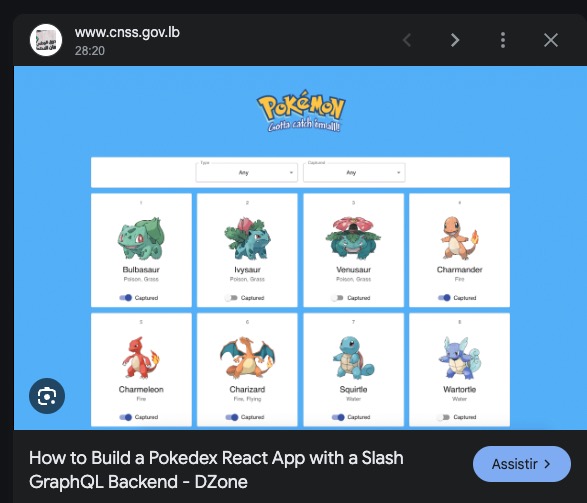 www.cnss.gov.lb
28:20
POKéMON
Gotta catch 'em all!
Type
Any
Captured
Any
1
2
3
4
Bulbasaur
Ivysaur
Venusaur
Charmander
Poison, Grass
Poison, Grass
Poison, Grass
Fire
Captured
Captured
Captured
Captured
5
6
7
8
Charmeleon
Charizard
Squirtle
Wartortle
Fire
Fire, Flying
Water
Water
Captured
Captured
Captured
Captured
How to Build a Pokedex React App with a Slash
GraphQL Backend - DZone
Assistir